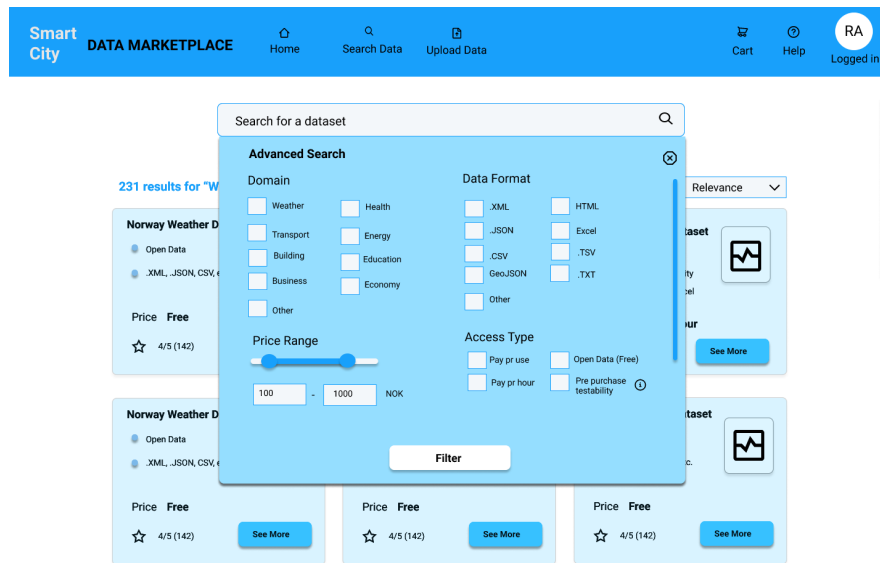 Smart City
DATA MARKETPLACE
Home
Search Data
Upload Data
Cart
Help
RA
Logged in
Search for a dataset
Advanced Search
Domain
Data Format
231 results for “W
Relevance
Weather
Health
.XML
HTML
Transport
Energy
.JSON
Excel
Building
Education
.CSV
.TSV
Business
Economy
GeoJSON
.TXT
Other
Other
Price Range
100 - 1000 NOK
Access Type
Pay pr use
Open Data (Free)
Pay pr hour
Pre purchase
testability
Filter
Norway Weather D
Open Data
.XML, .JSON, CSV, e
Price Free
4/5 (142)
taset
ity
cel
ur
See More
Norway Weather D
Open Data
.XML, .JSON, CSV, e
Price Free
4/5 (142)
See More
Price Free
4/5 (142)
See More
taset
c.
Price Free
4/5 (142)
See More